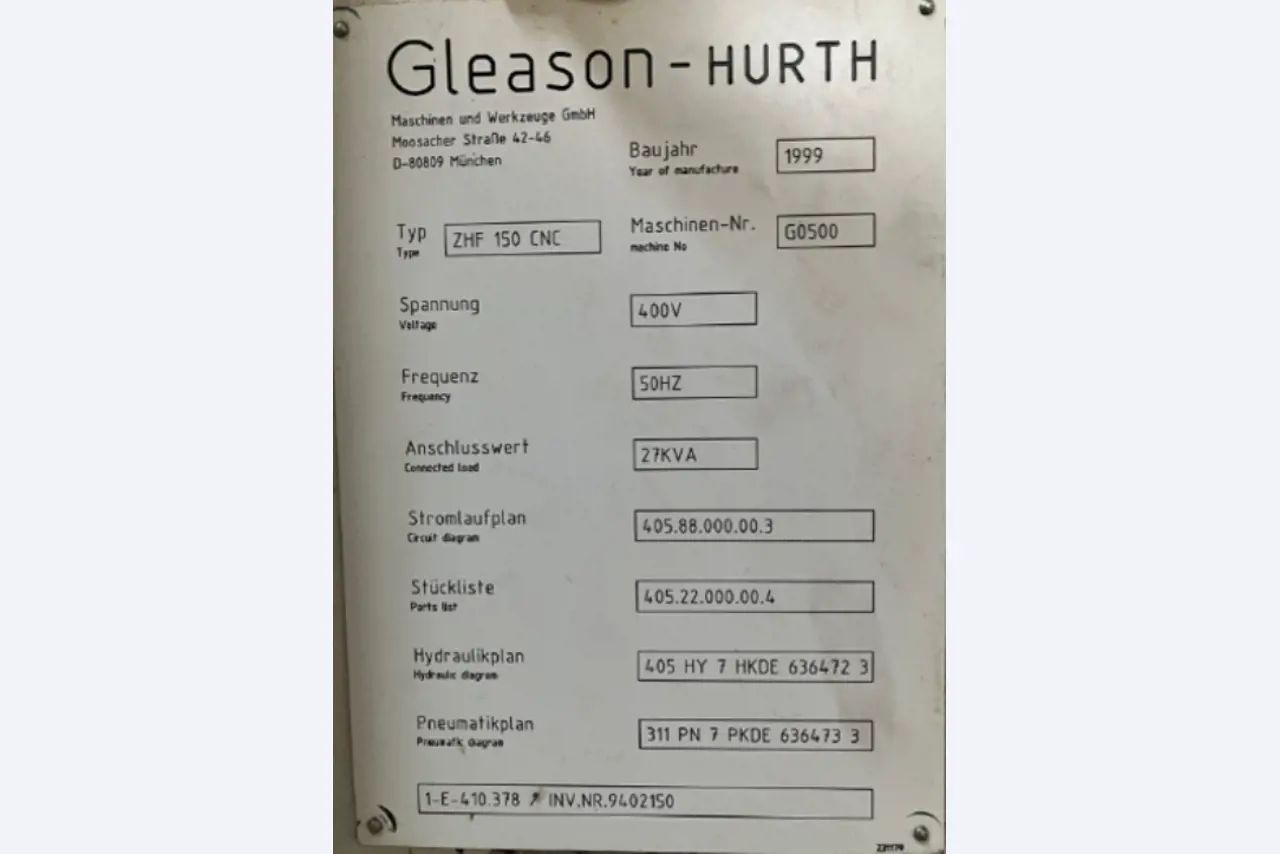 Gleason-HURTH
Maschinen und Werkzeuge GmbH
Moosacher Straße 42-46
D-80809 München
Baujahr 1999
Year of manufacture
Typ ZHF 150 CNC
Type
Maschinen-Nr. G0500
machine No
Spannung 400V
Voltage
Frequenz 50HZ
Frequency
Anschlusswert 27KVA
Connected load
Stromlaufplan 405.88.000.00.3
Circuit diagram
Stückliste 405.22.000.00.4
Parts list
Hydraulikplan 405 HY 7 HKDE 636472 3
Hydraulic diagram
Pneumatikplan 311 PN 7 PKDE 636473 3
Pneumatik diagram
1-E-410.378 INV.NR.9402150